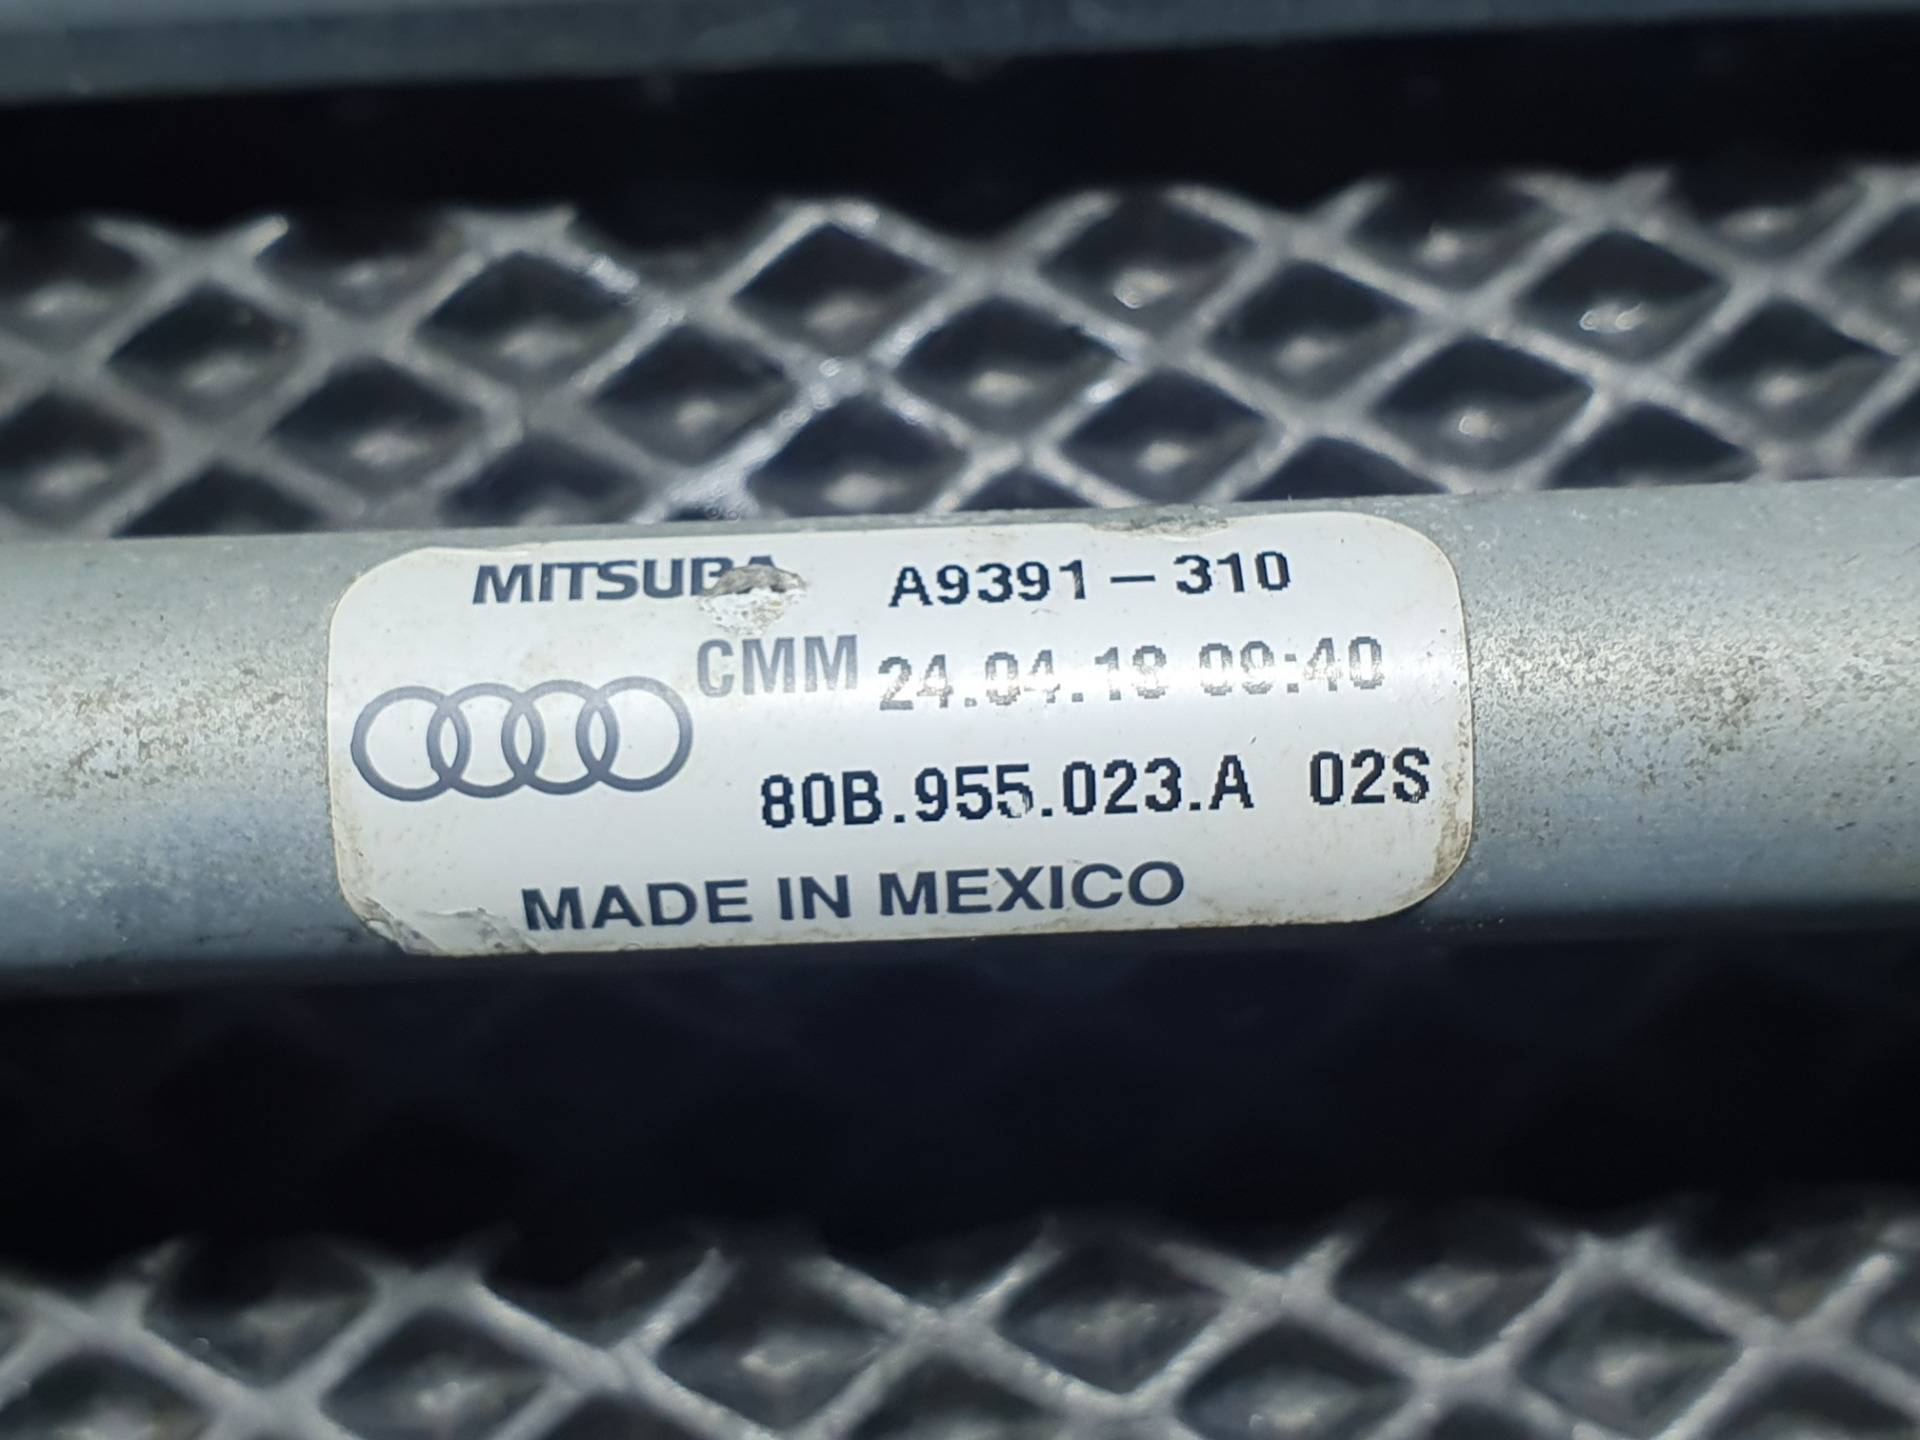 MITSUBA A9391-310
CMM 24.04.18 09:40
80B.955.023.A 02S
MADE IN MEXICO